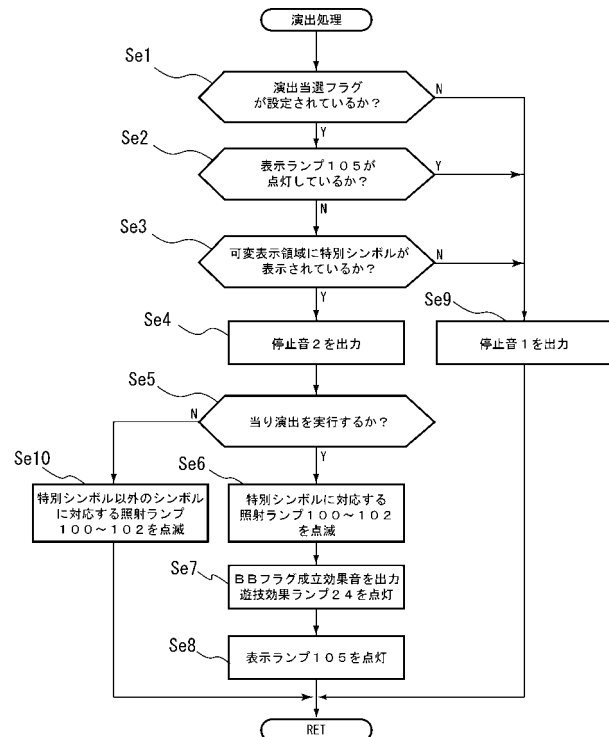 演出処理
Se1
演出当選フラグ
が設定されているか？
N
Y
Se2
表示ランプ１０５が
点灯しているか？
Y
N
Se3
可変表示領域に特別シンボルが
表示されているか？
N
Y
Se4
停止音２を出力
Se9
停止音１を出力
Se5
当り演出を実行するか？
N
Y
Se10
特別シンボル以外のシンボル
に対応する照射ランプ
１００～１０２を点滅
Se6
特別シンボルに対応する
照射ランプ１００～１０２
を点滅
Se7
ＢＢフラグ成立効果音を出力
遊技効果ランプ２４を点灯
Se8
表示ランプ１０５を点灯
RET